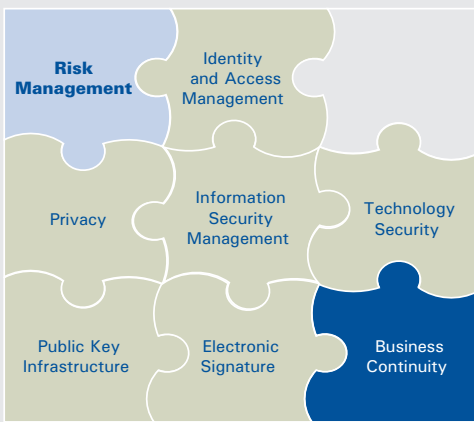 Risk
Management
Identity
and Access
Management
Privacy
Information
Security
Management
Technology
Security
Public Key
Infrastructure
Electronic
Signature
Business
Continuity